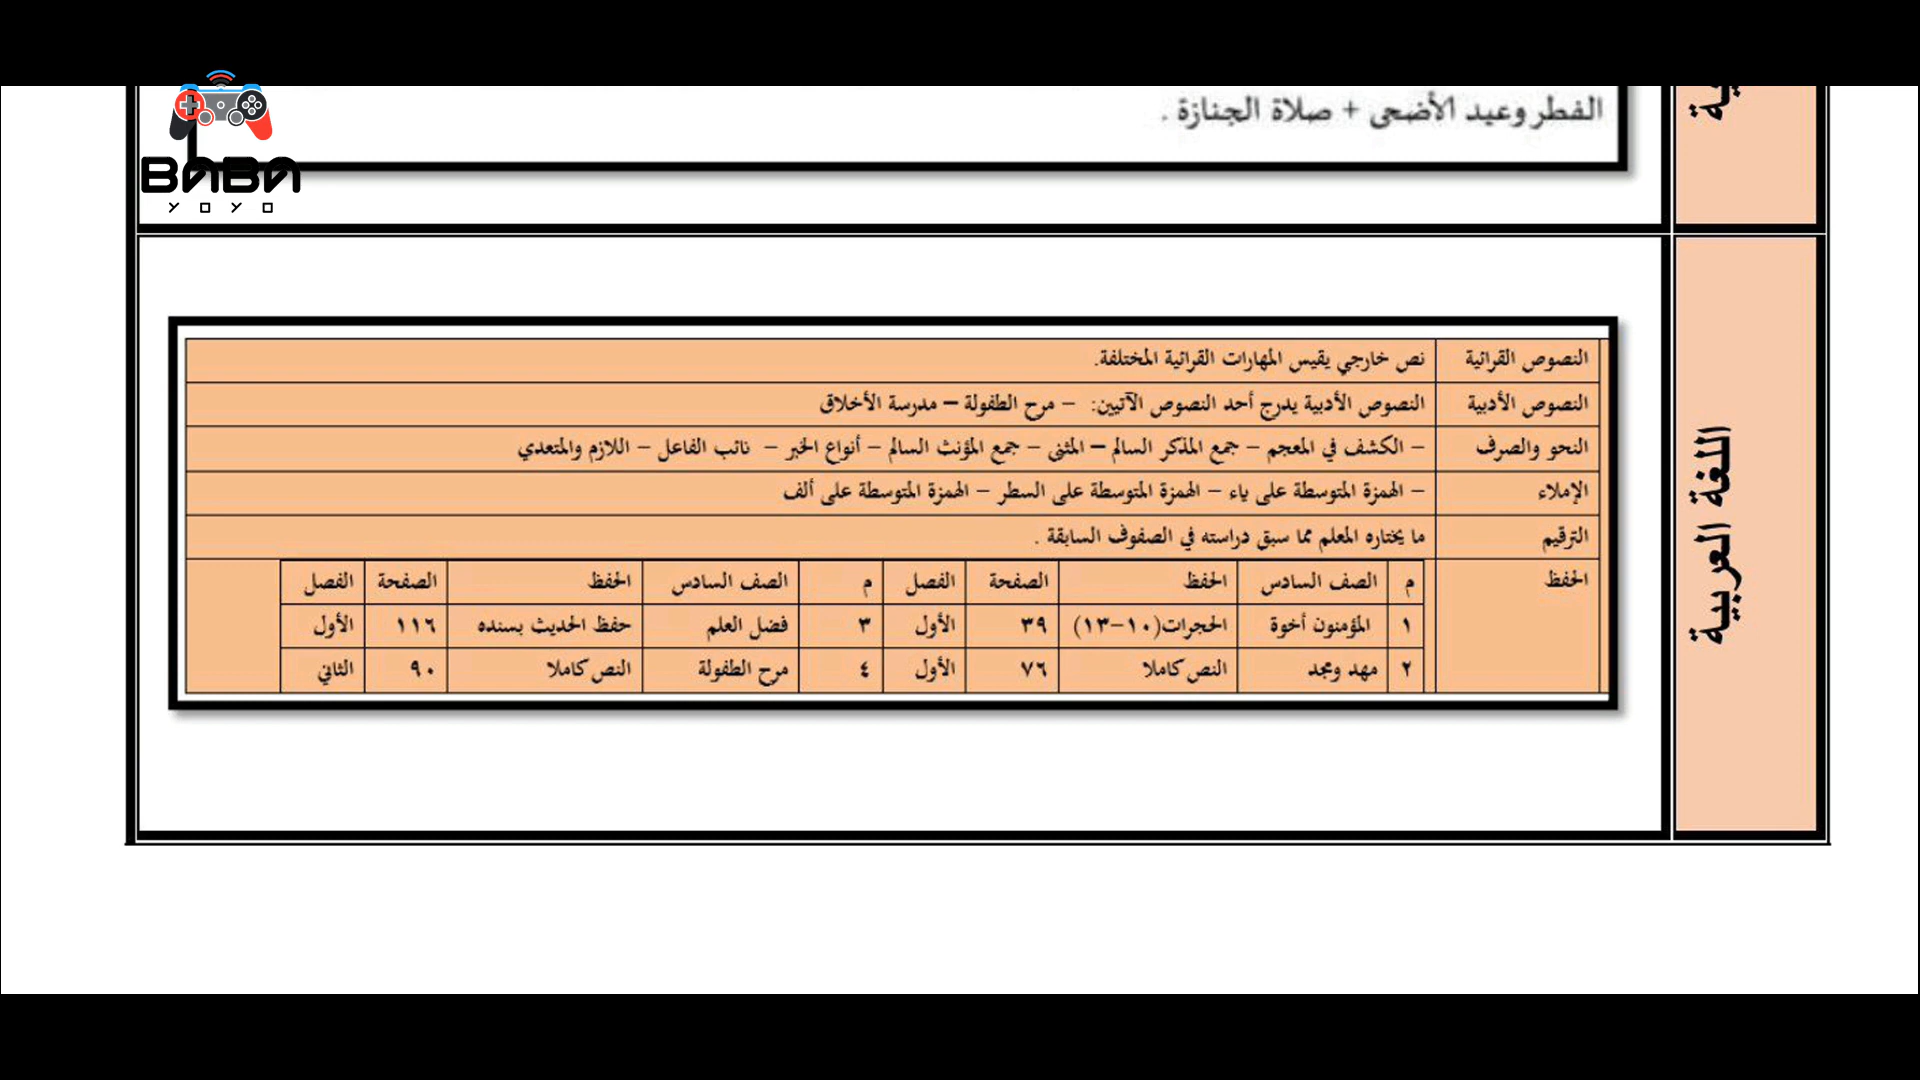 BABA
YOYO
الفطر وعيد الأضحى + صلاة الجنازة .
اللغة العربية
النصوص القرائية نص خارجي يقيس المهارات القرائية المختلفة.
النصوص الأدبية النصوص الأدبية يدرج أحد النصوص الآتيين: – مرح الطفولة – مدرسة الأخلاق
النحو والصرف – الكشف في المعجم – جمع المذكر السالم – المثنى – جمع المؤنث السالم – أنواع الخبر – نائب الفاعل – اللازم والمتعدي
الإملاء – الهمزة المتوسطة على ياء – الهمزة المتوسطة على السطر – الهمزة المتوسطة على ألف
الترقيم ما يختاره المعلم مما سبق دراسته في الصفوف السابقة .
الحفظ م الصف السادس الحفظ الصفحة الفصل م الصف السادس الحفظ الصفحة الفصل
١ المؤمنون أخوة الحجرات(١٠–١٣) ٣٩ الأول ٣ فضل العلم حفظ الحديث بسنده ١١٦ الأول
٢ مهد ومجد النص كاملا ٧٦ الأول ٤ مرح الطفولة النص كاملا ٩٠ الثاني